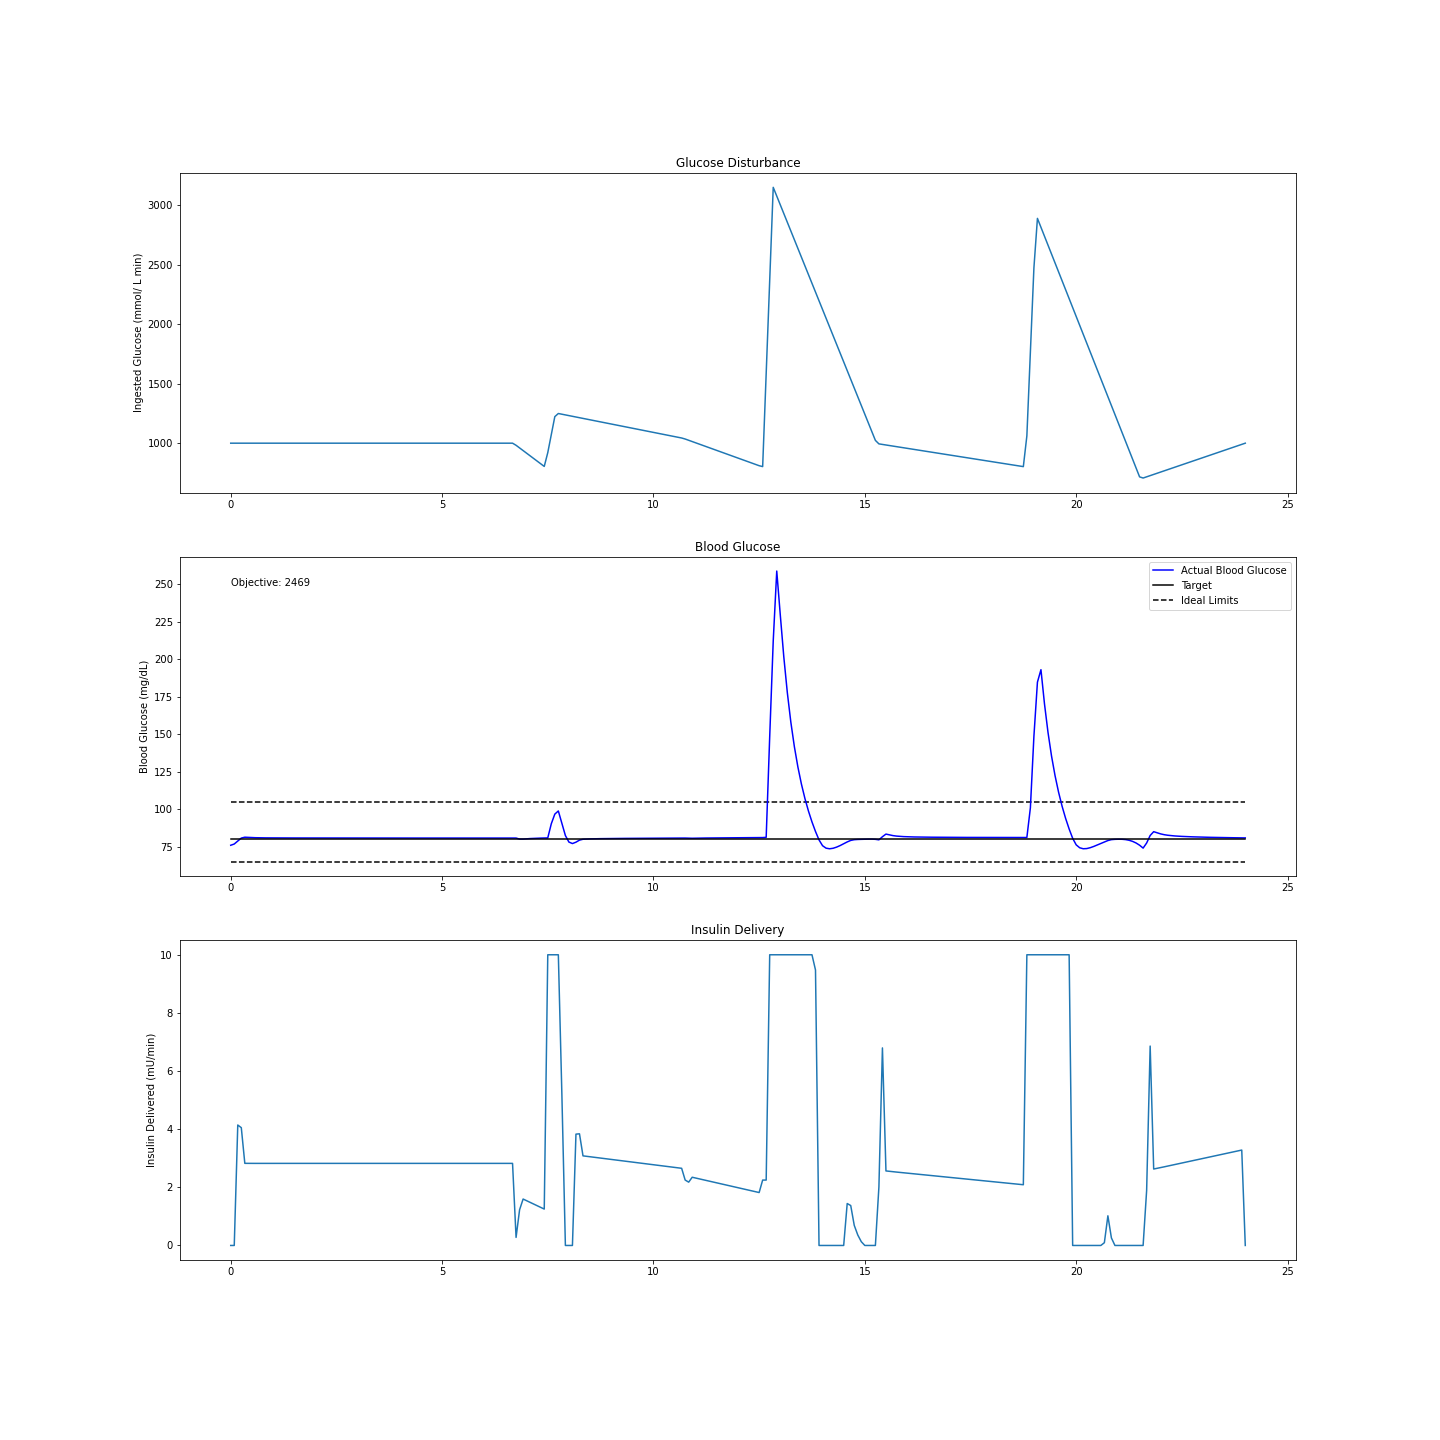 Glucose Disturbance
Ingested Glucose (mmol/ L min)
3000
2500
2000
1500
1000
0 5 10 15 20 25
Blood Glucose
Blood Glucose (mg/dL)
250
225
200
175
150
125
100
75
Objective: 2469
Actual Blood Glucose
Target
Ideal Limits
0 5 10 15 20 25
Insulin Delivery
Insulin Delivered (mU/min)
10
8
6
4
2
0
0 5 10 15 20 25